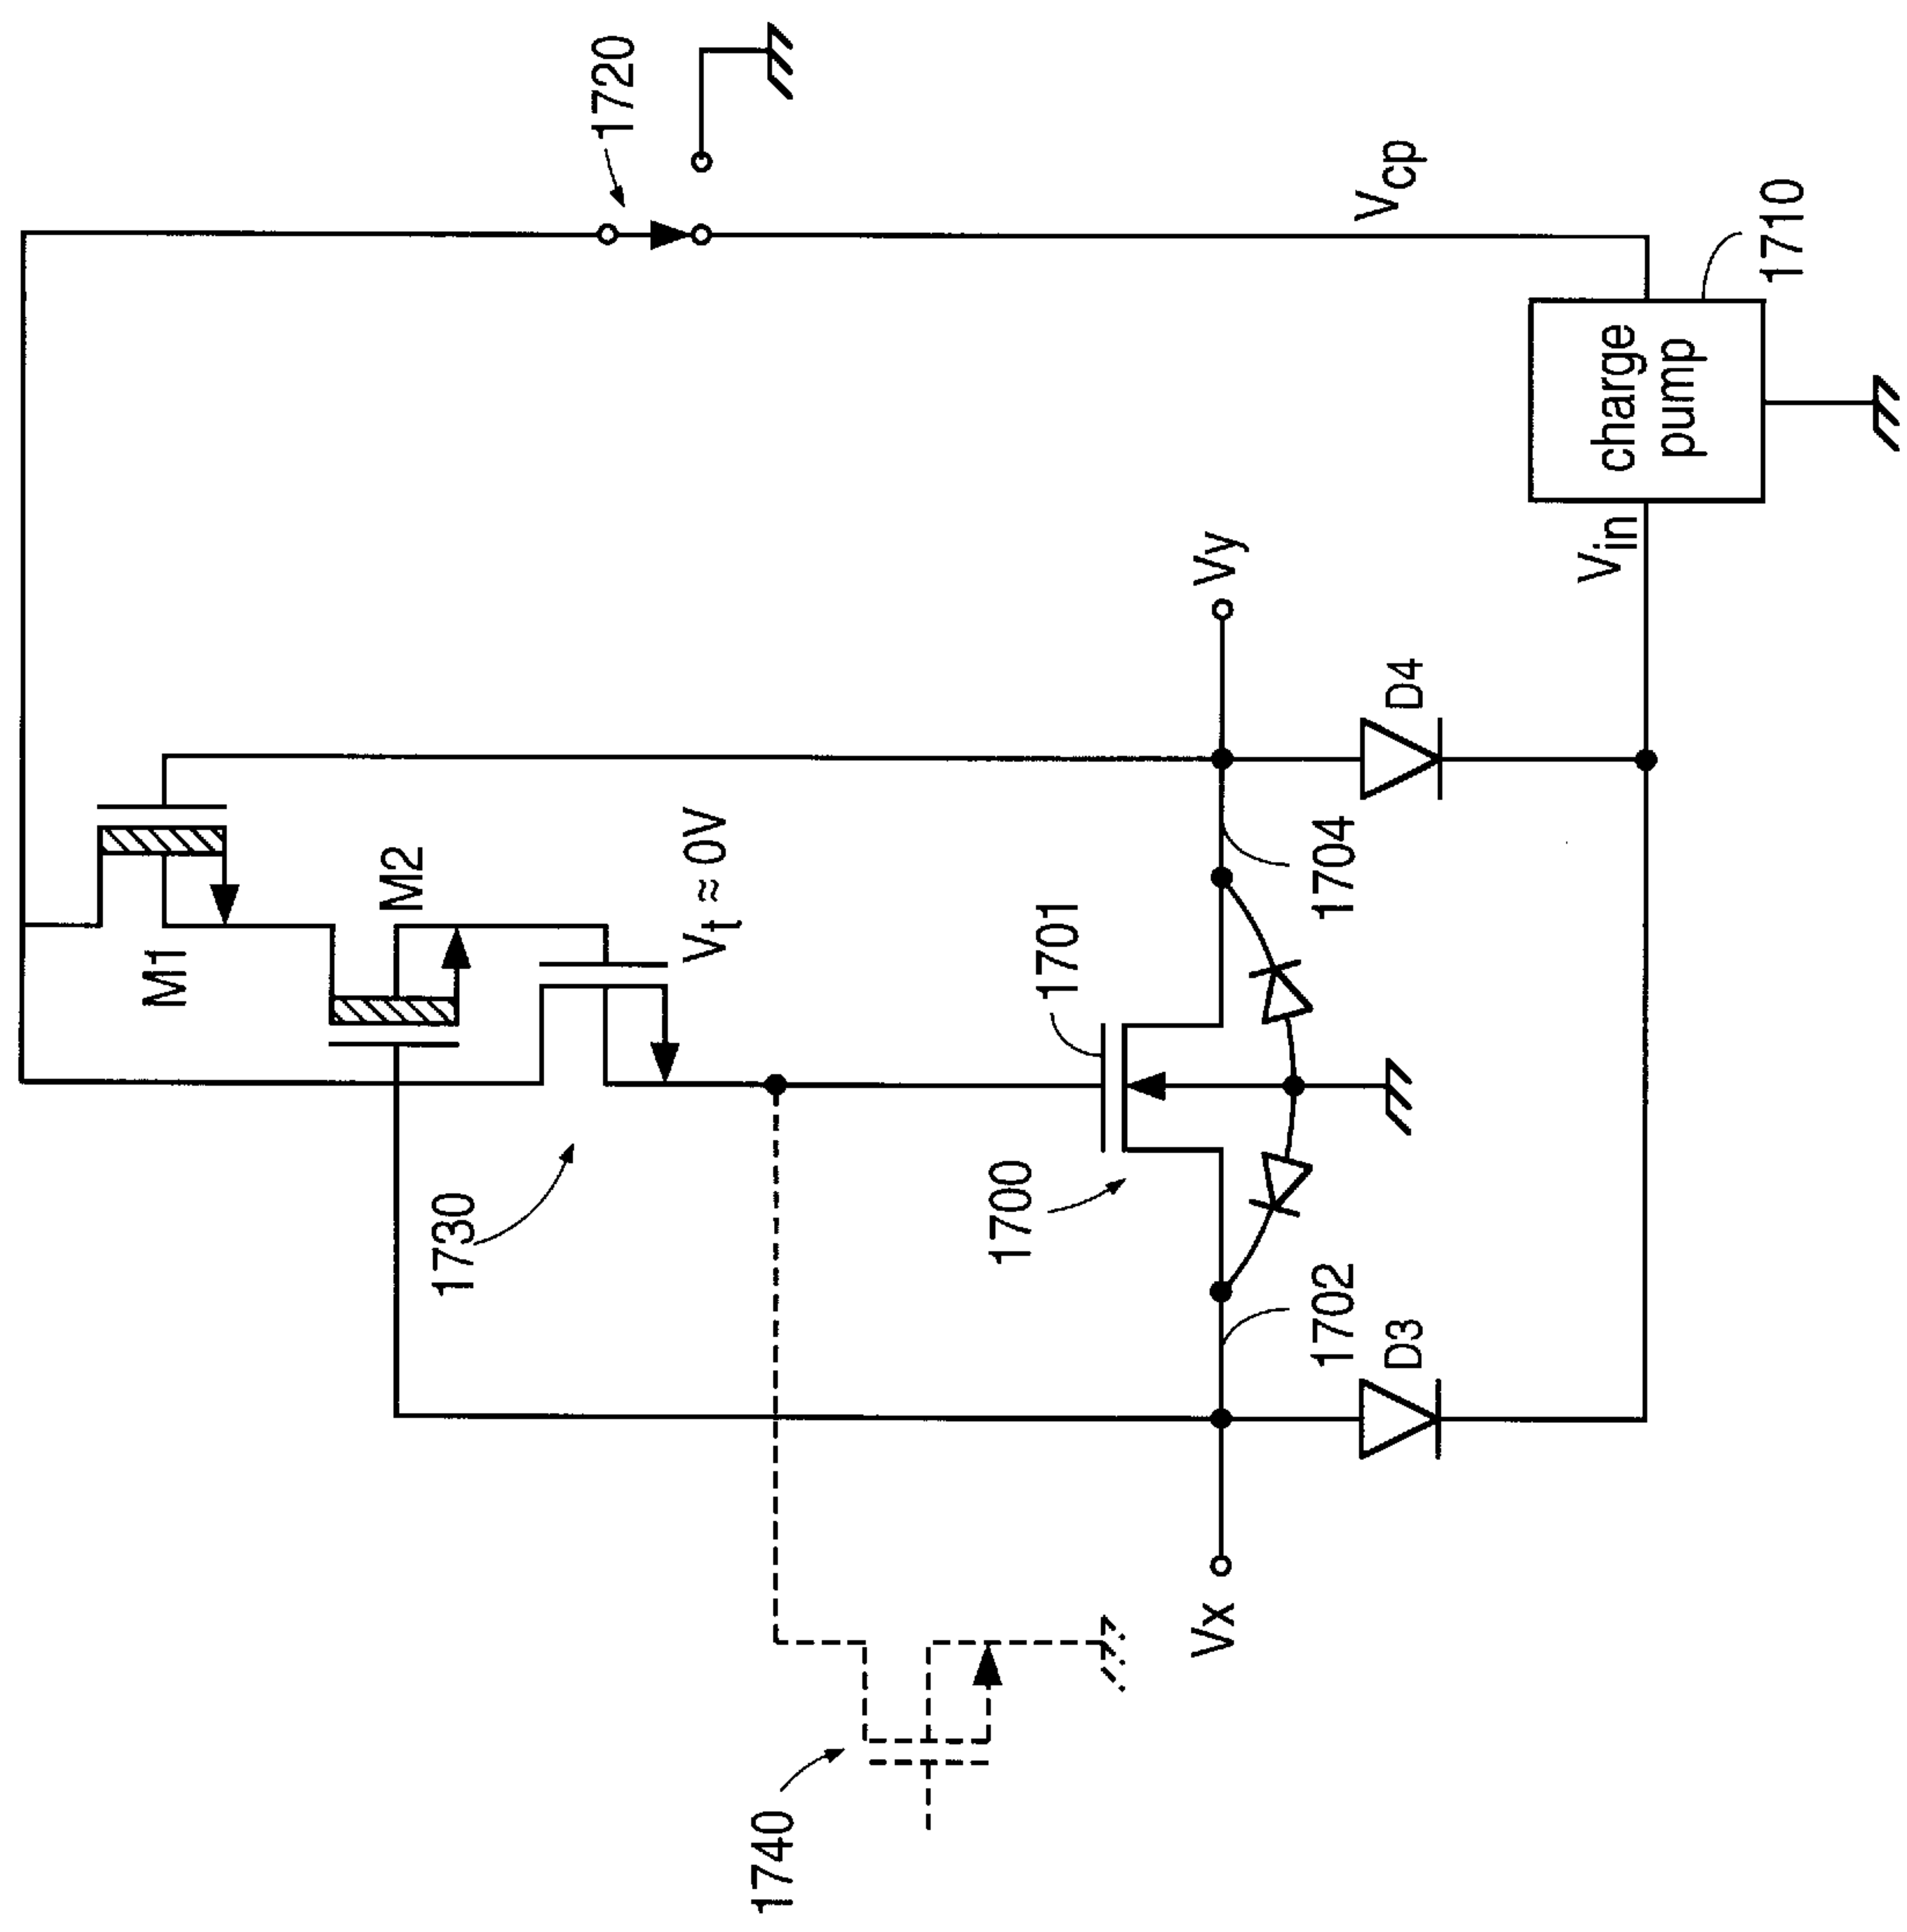 1740
Vx
D3
1702
1730
1700
1701
M1
M2
Vt ≈ 0V
1704
D4
Vy
Vin
charge
pump
1710
Vcp
1720